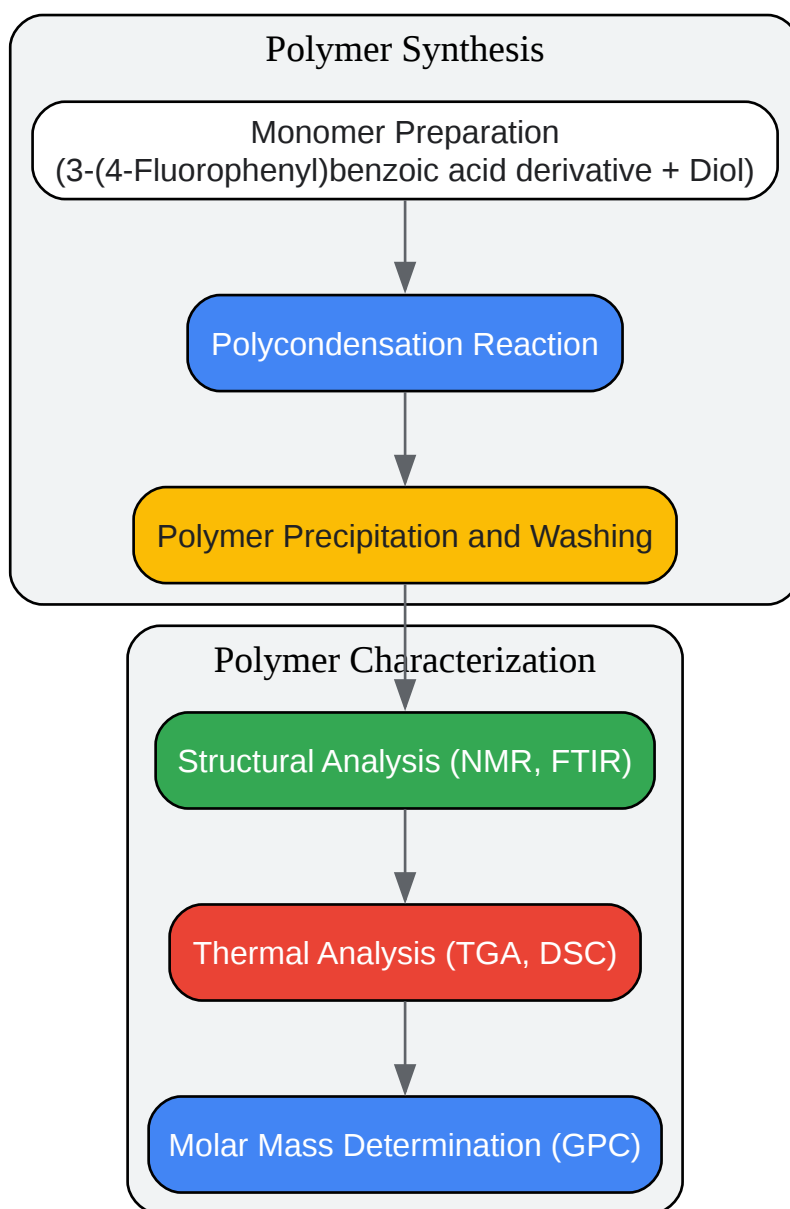 Polymer Synthesis
Monomer Preparation
(3-(4-Fluorophenyl)benzoic acid derivative + Diol)
Polycondensation Reaction
Polymer Precipitation and Washing
Polymer Characterization
Structural Analysis (NMR, FTIR)
Thermal Analysis (TGA, DSC)
Molar Mass Determination (GPC)